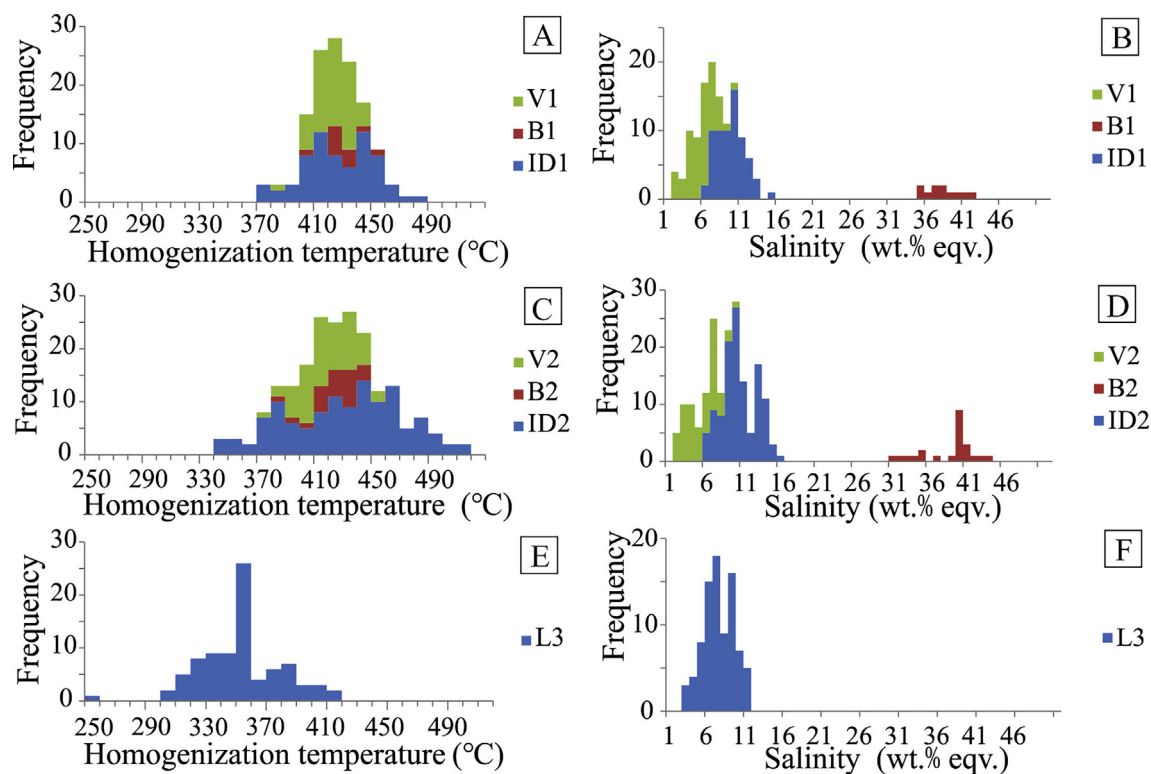 30
20
10
0
Frequency
A
V1
B1
ID1
250 290 330 370 410 450 490
Homogenization temperature (°C)
20
10
0
Frequency
B
V1
B1
ID1
1 6 11 16 21 26 31 36 41 46
Salinity (wt.% eqv.)
30
20
10
0
Frequency
C
V2
B2
ID2
250 290 330 370 410 450 490
Homogenization temperature (°C)
30
20
10
0
Frequency
D
V2
B2
ID2
1 6 11 16 21 26 31 36 41 46
Salinity (wt.% eqv.)
30
20
10
0
Frequency
E
L3
250 290 330 370 410 450 490
Homogenization temperature (°C)
20
10
0
Frequency
F
L3
1 6 11 16 21 26 31 36 41 46
Salinity (wt.% eqv.)